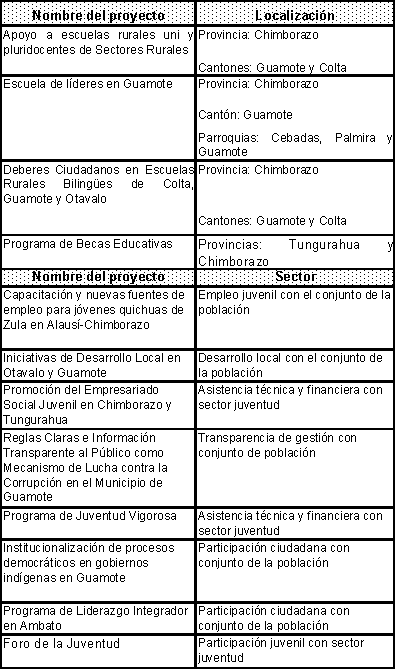 Nombre del proyecto Localización
Apoyo a escuelas rurales uni y
pluridocentes de Sectores Rurales
Provincia: Chimborazo
Cantones: Guamote y Colta
Escuela de líderes en Guamote
Provincia: Chimborazo
Cantón: Guamote
Parroquias: Cebadas, Palmira y
Guamote
Deberes Ciudadanos en Escuelas
Rurales Bilingües de Colta,
Guamote y Otavalo
Provincia: Chimborazo
Cantones: Guamote y Colta
Programa de Becas Educativas
Provincias: Tungurahua y
Chimborazo
Nombre del proyecto Sector
Capacitación y nuevas fuentes de
empleo para jóvenes quichuas de
Zula en Alausí-Chimborazo
Empleo juvenil con el conjunto de la
población
Iniciativas de Desarrollo Local en
Otavalo y Guamote
Desarrollo local con el conjunto de
la población
Promoción del Empresariado
Social Juvenil en Chimborazo y
Tungurahua
Asistencia técnica y financiera con
sector juventud
Reglas Claras e Información
Transparente al Público como
Mecanismo de Lucha contra la
Corrupción en el Municipio de
Guamote
Transparencia de gestión con
conjunto de población
Programa de Juventud Vigorosa
Asistencia técnica y financiera con
sector juventud
Institucionalización de procesos
democráticos en gobiernos
indígenas en Guamote
Participación ciudadana con
conjunto de la población
Programa de Liderazgo Integrador
en Ambato
Participación ciudadana con
conjunto de la población
Foro de la Juventud
Participación juvenil con sector
juventud